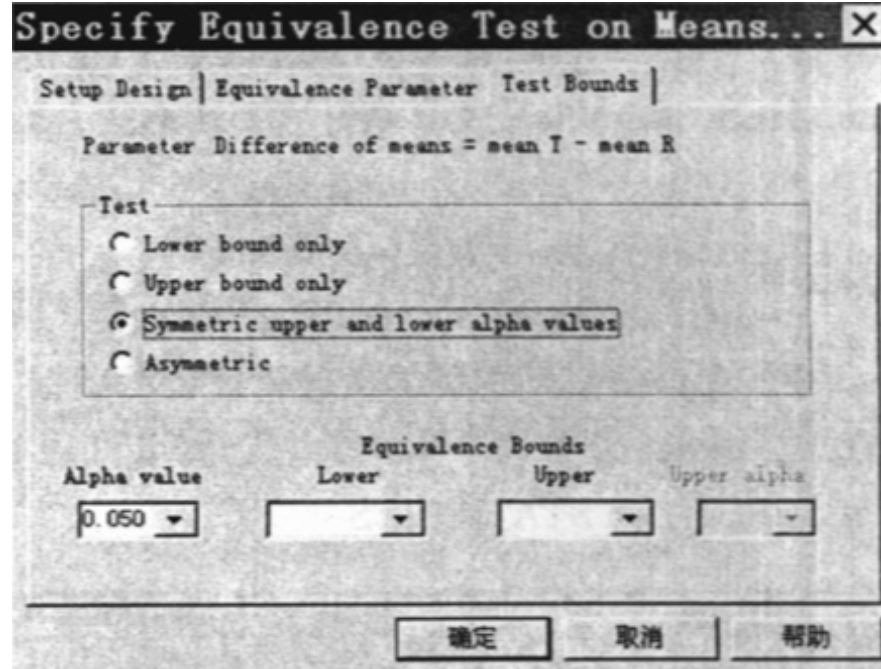 Specify Equivalence Test on Means...
Setup Design Equivalence Parameter Test Bounds
Parameter Difference of means = mean T - mean R
Test
Lower bound only
Upper bound only
Symmetric upper and lower alpha values
Asymmetric
Equivalence Bounds
Alpha value Lower Upper Upper alpha
0.050
确定 取消 帮助